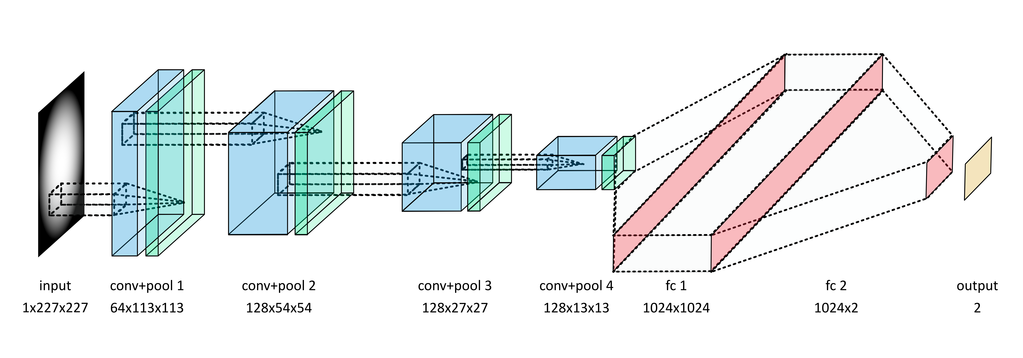 input conv+pool 1 conv+pool 2 conv+pool 3 conv+pool 4 fc 1 fc 2 output
1x227x227 64x113x113 128x54x54 128x27x27 128x13x13 1024x1024 1024x2 2